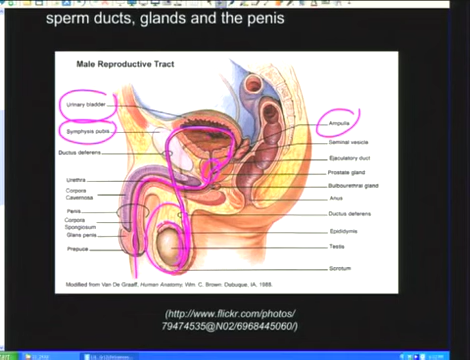 sperm ducts, glands and the penis
Male Reproductive Tract
Urinary bladder
Symphysis pubis
Ductus deferens
Urethra
Corpora
Cavernosa
Penis
Corpora
Spongiosum
Glans penis
Prepuce
Ampulla
Seminal vesicle
Ejaculatory duct
Prostate gland
Bulbourethral gland
Anus
Ductus deferens
Epididymis
Testis
Scrotum
Modified from Van De Graaff, Human Anatomy, Wm. C. Brown, Dubuque, IA, 1988.
(http://www.flickr.com/photos/
79474535@N02/6968445060/)